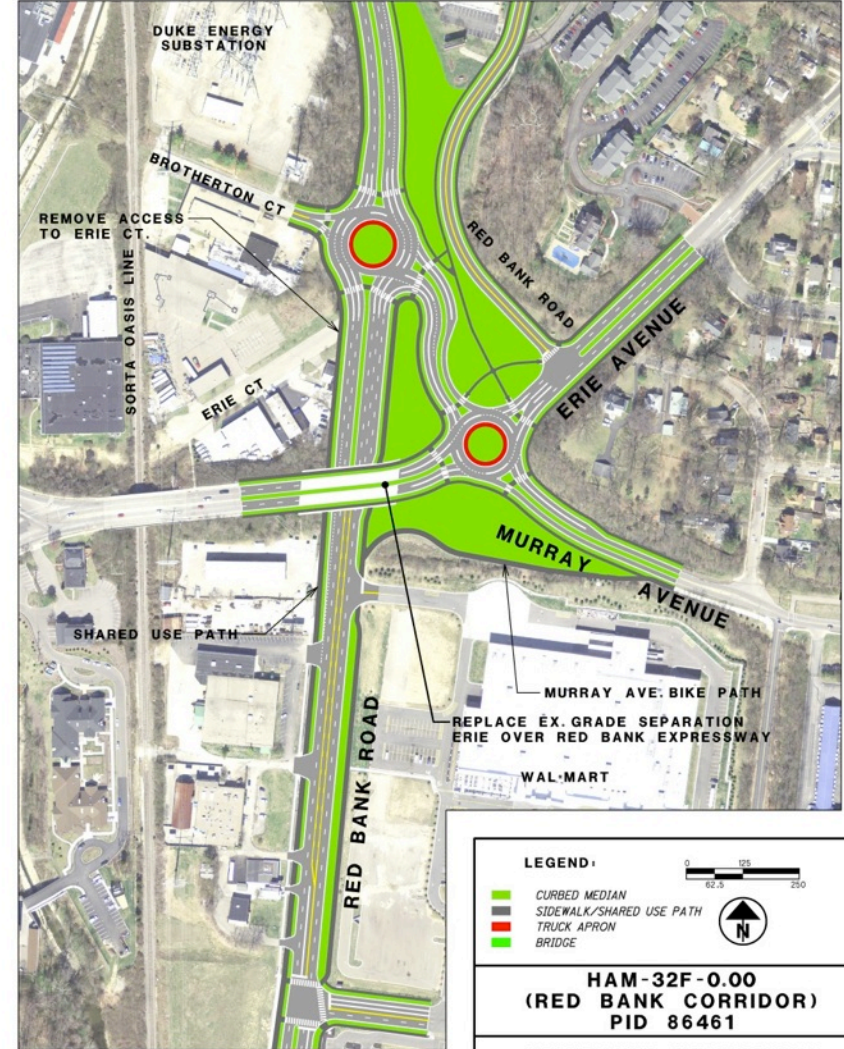 DUKE ENERGY
SUBSTATION
BROTHERTON CT
REMOVE ACCESS
TO ERIE CT.
SORTA OASIS LINE
RED BANK ROAD
ERIE AVENUE
ERIE CT
MURRAY
AVENUE
SHARED USE PATH
MURRAY AVE. BIKE PATH
REPLACE EX. GRADE SEPARATION
ERIE OVER RED BANK EXPRESSWAY
WAL-MART
RED BANK ROAD
LEGEND:
0 125
62.5 250
CURBED MEDIAN
SIDEWALK/SHARED USE PATH
TRUCK APRON
BRIDGE
N
HAM-32F-0.00
(RED BANK CORRIDOR)
PID 86461